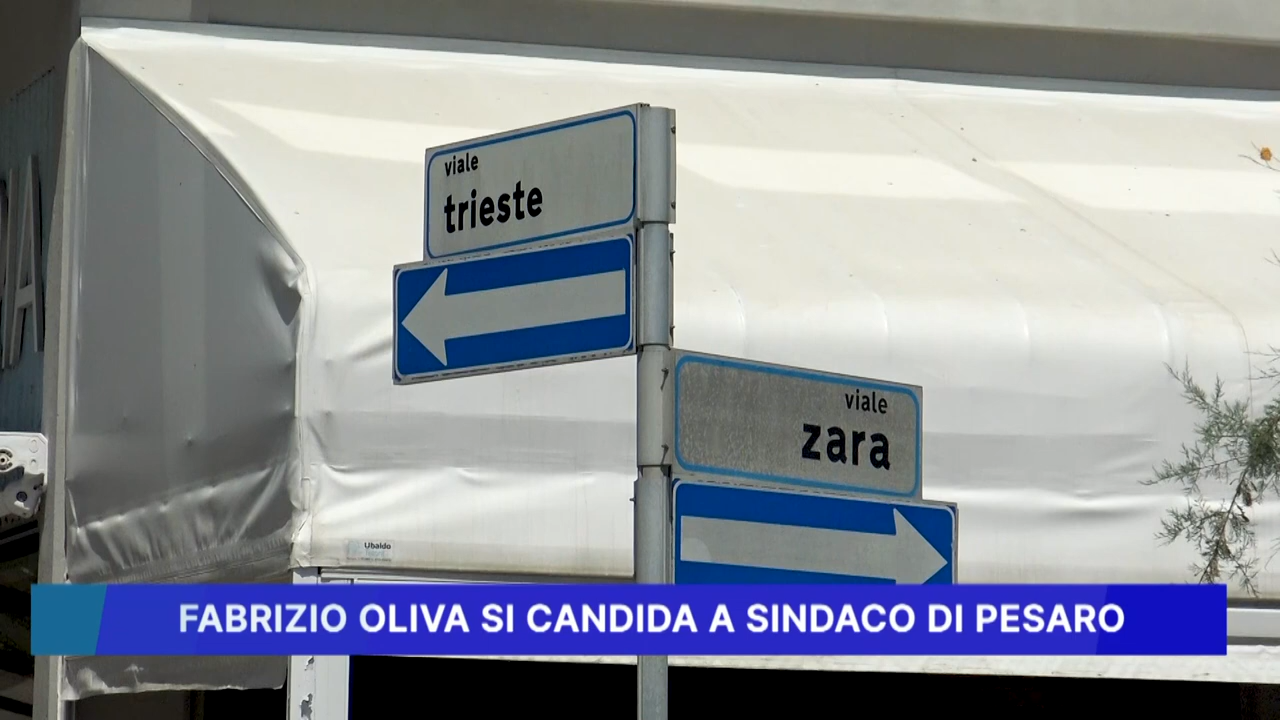 viale
trieste
viale
zara
Ubaldo
FABRIZIO OLIVA SI CANDIDA A SINDACO DI PESARO